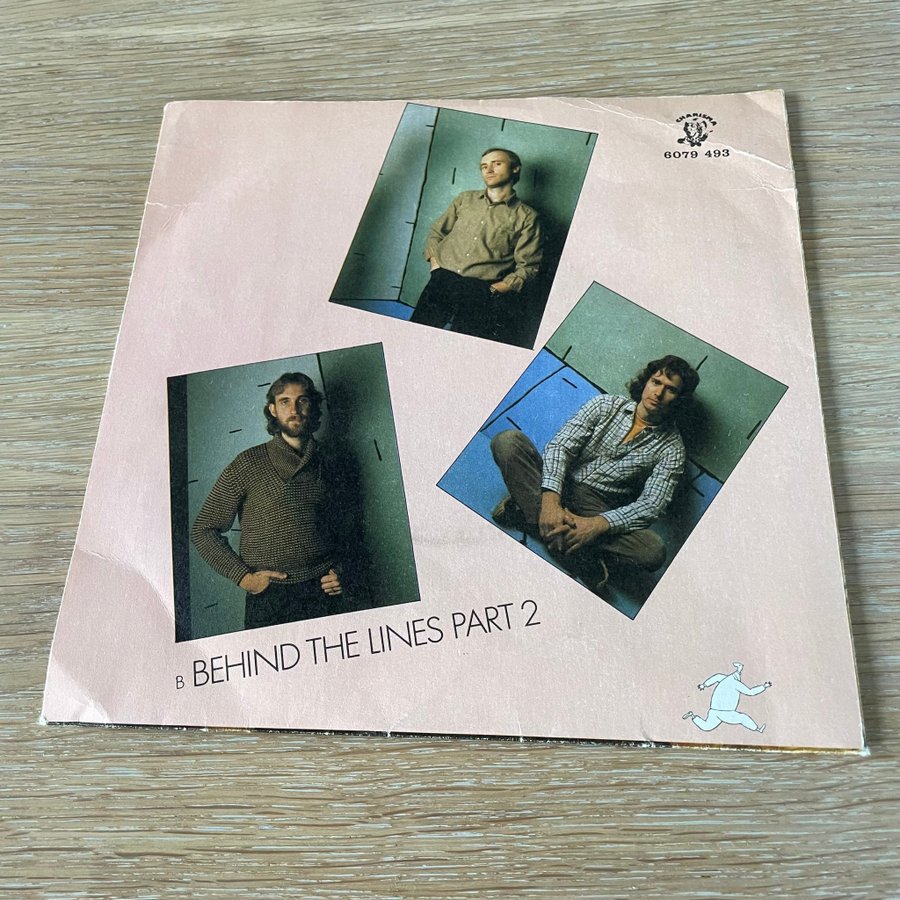 CHARISMA
6079 493
B BEHIND THE LINES PART 2